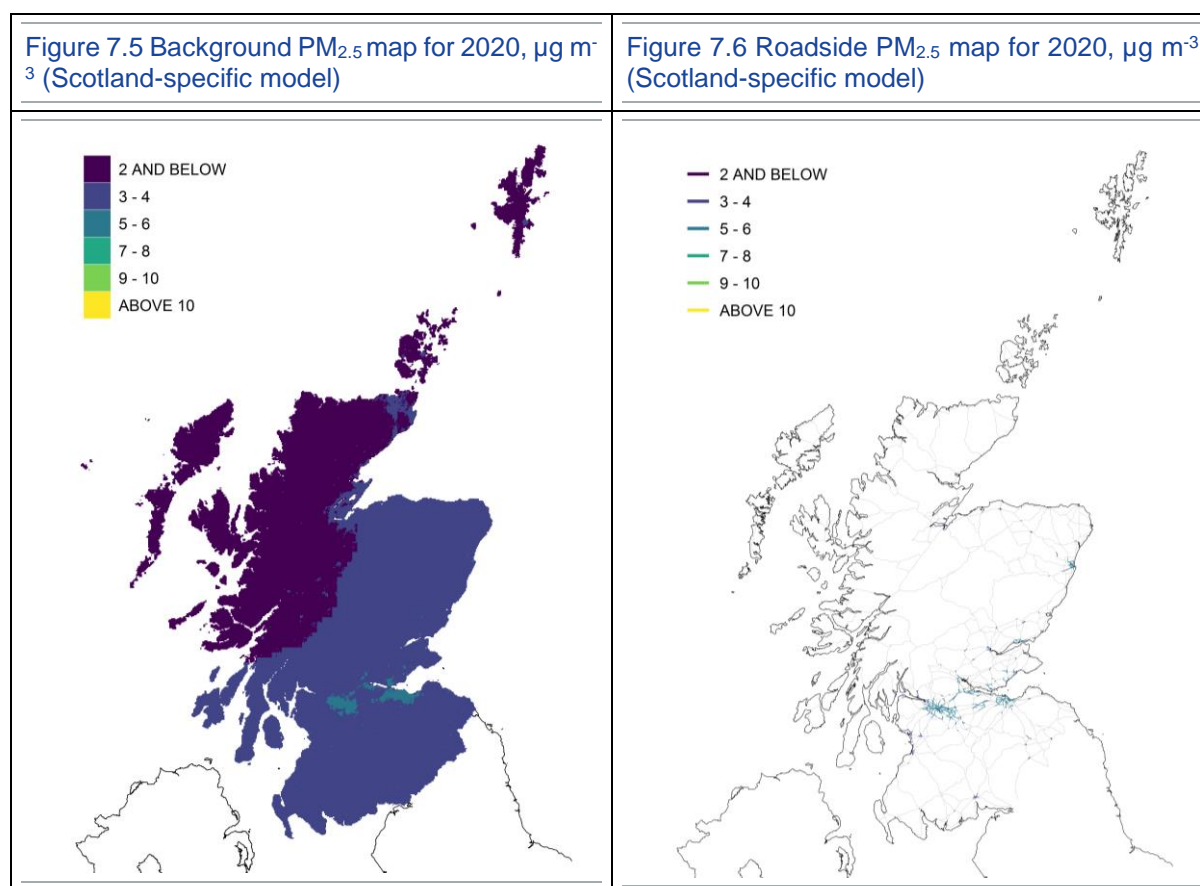 Figure 7.5 Background PM2.5 map for 2020, µg m-
3 (Scotland-specific model)
Figure 7.6 Roadside PM2.5 map for 2020, µg m-3
(Scotland-specific model)
2 AND BELOW
3 - 4
5 - 6
7 - 8
9 - 10
ABOVE 10
2 AND BELOW
3 - 4
5 - 6
7 - 8
9 - 10
ABOVE 10